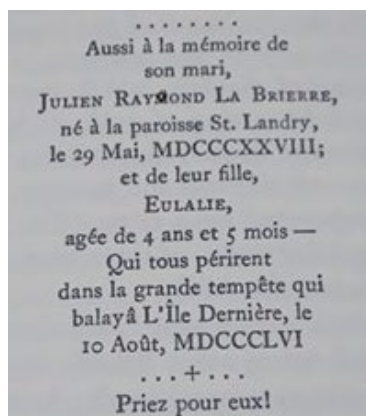 . . . . . . . .
Aussi à la mémoire de
son mari,
JULIEN RAYMOND LA BRIERRE,
né à la paroisse St. Landry,
le 29 Mai, MDCCCXXVIII;
et de leur fille,
EULALIE,
agée de 4 ans et 5 mois —
Qui tous périrent
dans la grande tempête qui
balayâ L'Île Dernière, le
10 Août, MDCCCLVI
. . . + . . .
Priez pour eux!